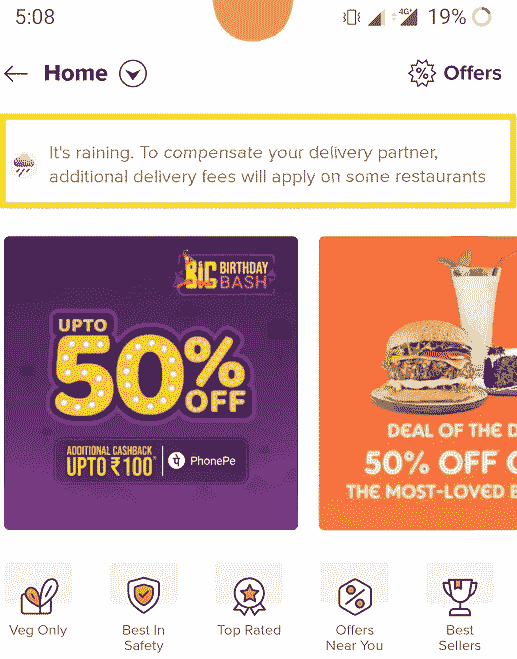 5:08
4G+
19%
Home
Offers
It's raining. To compensate your delivery partner,
additional delivery fees will apply on some restaurants
BIG BIRTHDAY
BASH
UPTO
50%
OFF
ADDITIONAL CASHBACK
UPTO ₹100*
PhonePe
DEAL OF THE D
50% OFF O
THE MOST-LOVED B
Veg Only
Best In
Safety
Top Rated
Offers
Near You
Best
Sellers